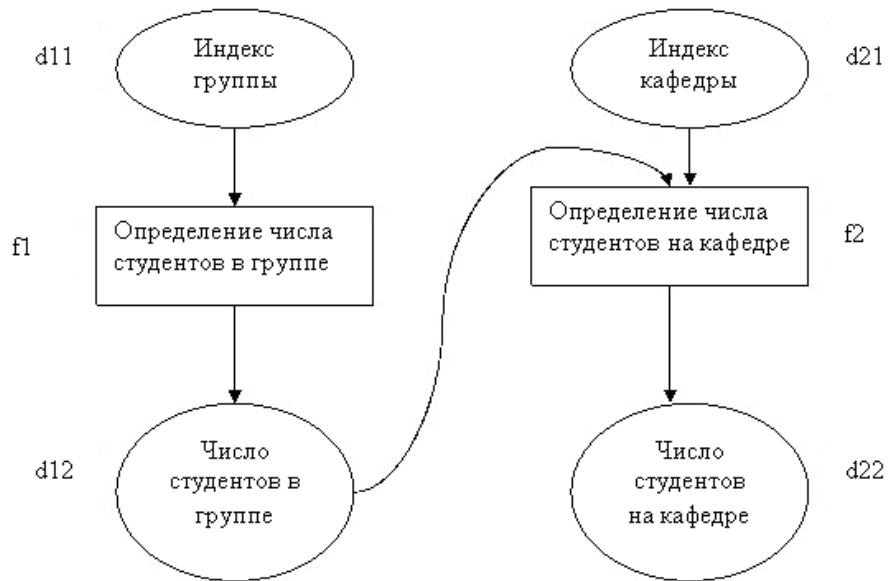 d11
Индекс
группы
Индекс
кафедры
d21
f1
Определение числа
студентов в группе
Определение числа
студентов на кафедре
f2
d12
Число
студентов в
группе
Число
студентов
на кафедре
d22